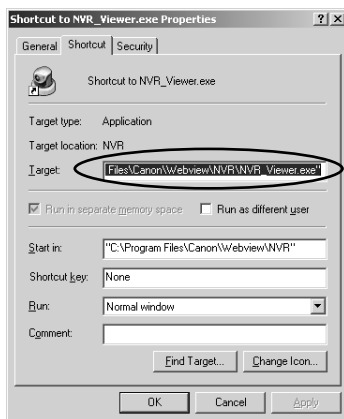 Shortcut to NVR_Viewer.exe Properties
General Shortcut Security
Shortcut to NVR_Viewer.exe
Target type: Application
Target location: NVR
Target: Files\Canon\Webview\NVR\NVR_Viewer.exe"
Run in separate memory space Run as different user
Start in: "C:\Program Files\Canon\Webview\NVR"
Shortcut key: None
Run: Normal window
Comment:
Find Target... Change Icon...
OK Cancel Apply